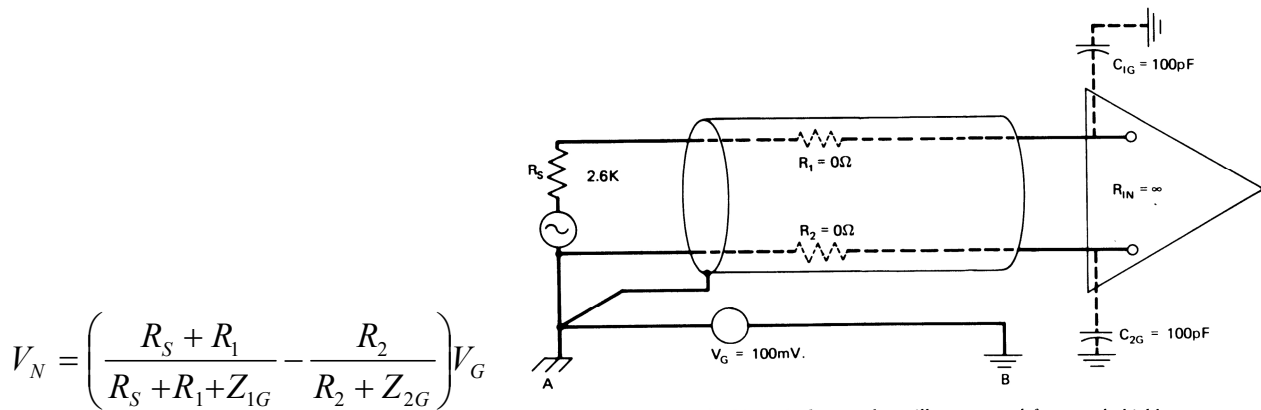 C_IG = 100pF
R_1 = 0Ω
R_S
2.6K
R_IN = ∞
R_2 = 0Ω
V_N = ( (R_S + R_1) / (R_S + R_1 + Z_1G) − R_2 / (R_2 + Z_2G) ) V_G
V_G = 100mV.
C_2G = 100pF
A
B